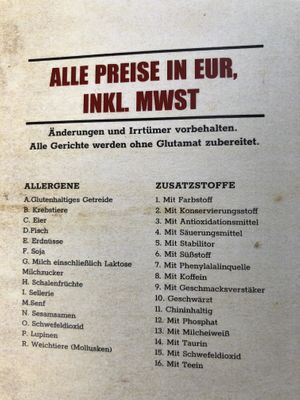 ALLE PREISE IN EUR,
INKL. MWST
Änderungen und Irrtümer vorbehalten.
Alle Gerichte werden ohne Glutamat zubereitet.
ALLERGENE
A.Glutenhaltiges Getreide
B. Krebstiere
C. Eier
D.Fisch
E. Erdnüsse
F. Soja
G. Milch einschließlich Laktose
Milchzucker
H. Schalenfrüchte
I. Sellerie
M.Senf
N. Sesamsamen
O. Schwefeldioxid
P. Lupinen
R. Weichtiere (Mollusken)
ZUSATZSTOFFE
1. Mit Farbstoff
2. Mit Konservierungsstoff
3. Mit Antioxidationsmittel
4. Mit Säuerungsmittel
5. Mit Stabilitor
6. Mit Süßstoff
7. Mit Phenylalalinquelle
8. Mit Koffein
9. Mit Geschmacksverstäker
10. Geschwärzt
11. Chininhaltig
12. Mit Phosphat
13. Mit Milcheiweiß
14. Mit Taurin
15. Mit Schwefeldioxid
16. Mit Teein